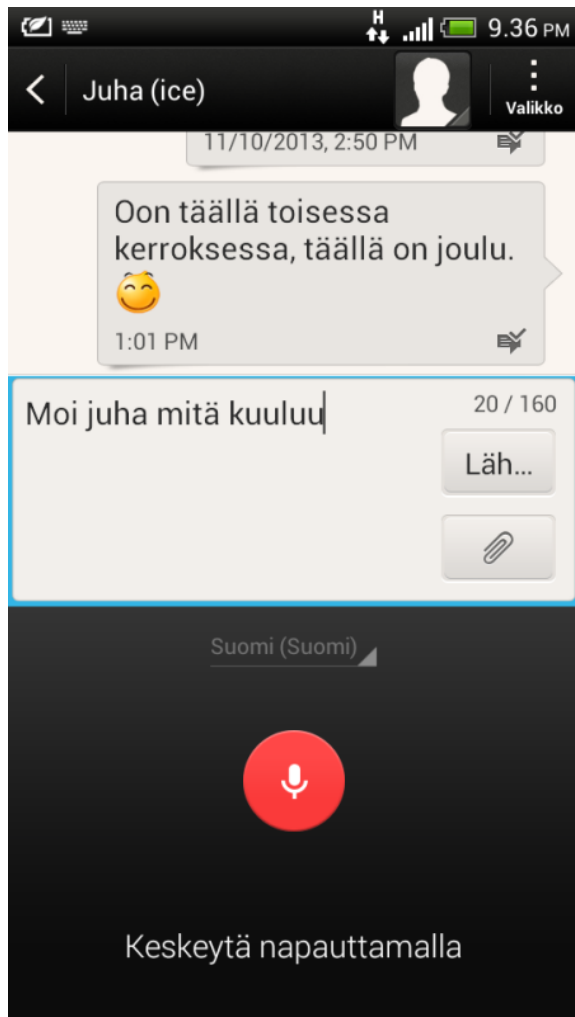 H
9.36 PM
Juha (ice)
Valikko
11/10/2013, 2:50 PM
Oon täällä toisessa
kerroksessa, täällä on joulu.
1:01 PM
Moi juha mitä kuuluu
20 / 160
Läh...
Suomi (Suomi)
Keskeytä napauttamalla